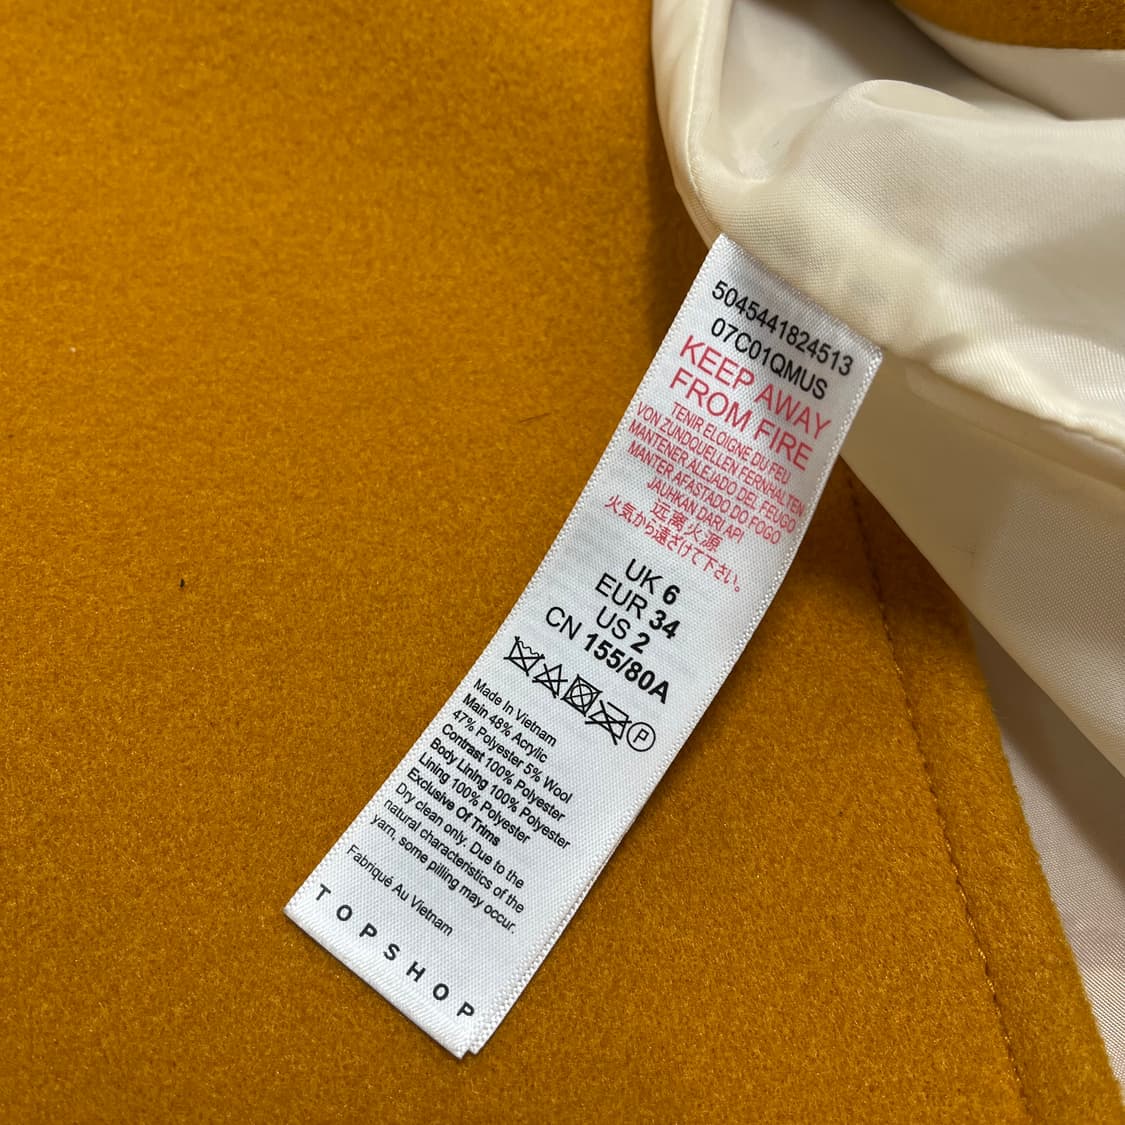 5045441824513
07C01QMUS
KEEP AWAY
FROM FIRE
TENIR ELOIGNE DU FEU
VON ZUNDQUELLEN FERNHALTEN
MANTENER ALEJADO DEL FEUGO
MANTER AFASTADO DO FOGO
JAUHKAN DARI API
远离火源
火気から遠ざけて下さい。
UK 6
EUR 34
US 2
CN 155/80A
P
Made In Vietnam
Main 48% Acrylic
47% Polyester 5% Wool
Contrast 100% Polyester
Body Lining 100% Polyester
Lining 100% Polyester
Exclusive Of Trims
Dry clean only. Due to the
natural characteristics of the
yarn, some pilling may occur.
Fabriqué Au Vietnam
TOPSHOP